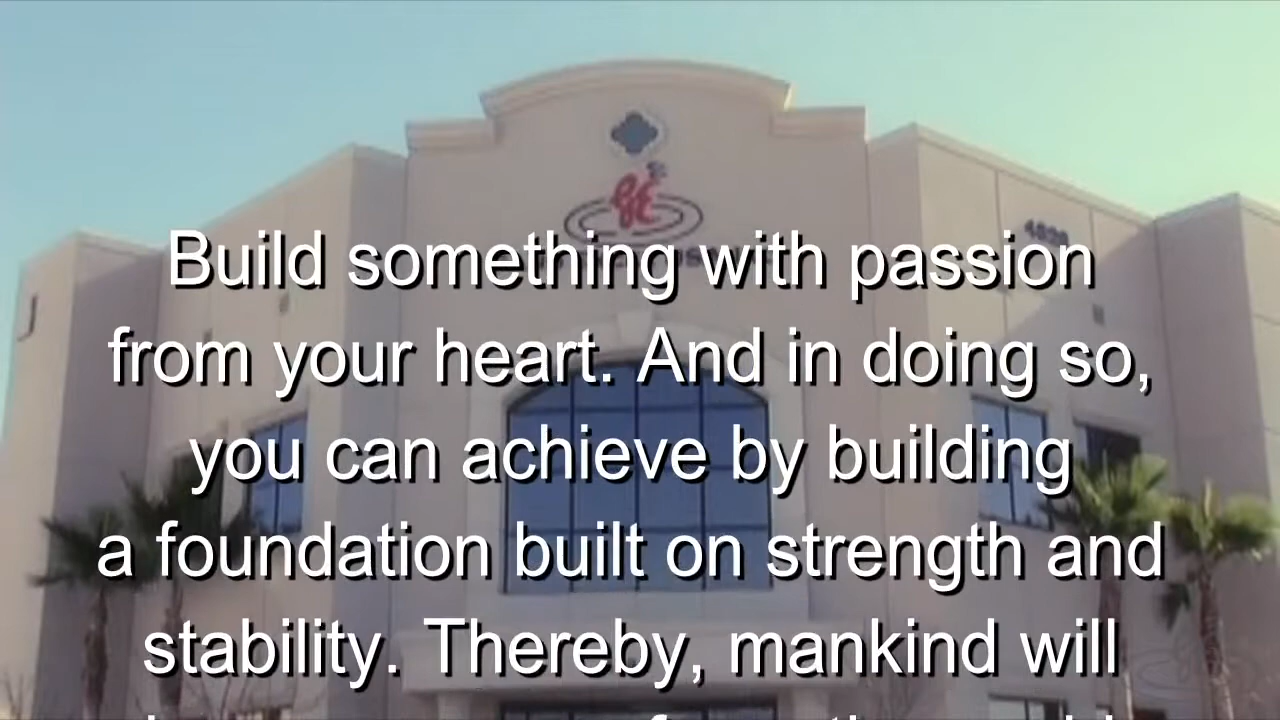 Build something with passion
from your heart. And in doing so,
you can achieve by building
a foundation built on strength and
stability. Thereby, mankind will